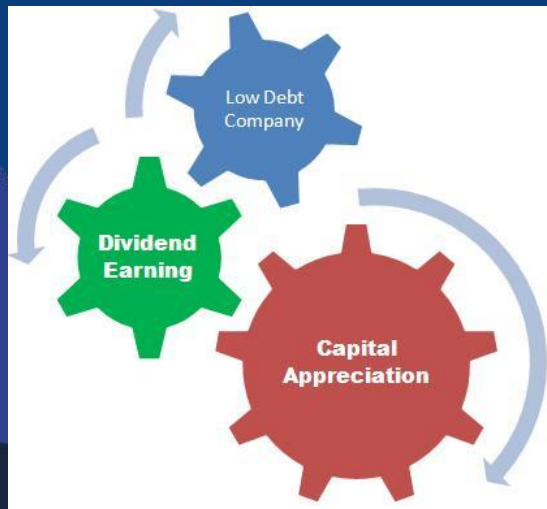 Low Debt
Company
Dividend
Earning
Capital
Appreciation